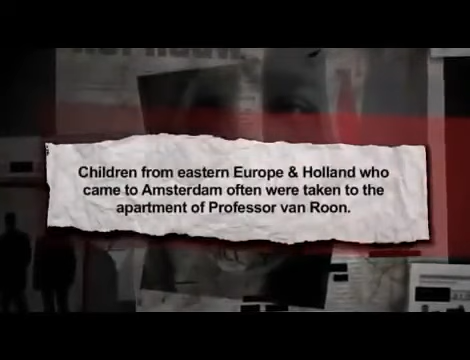 Children from eastern Europe & Holland who
came to Amsterdam often were taken to the
apartment of Professor van Roon.